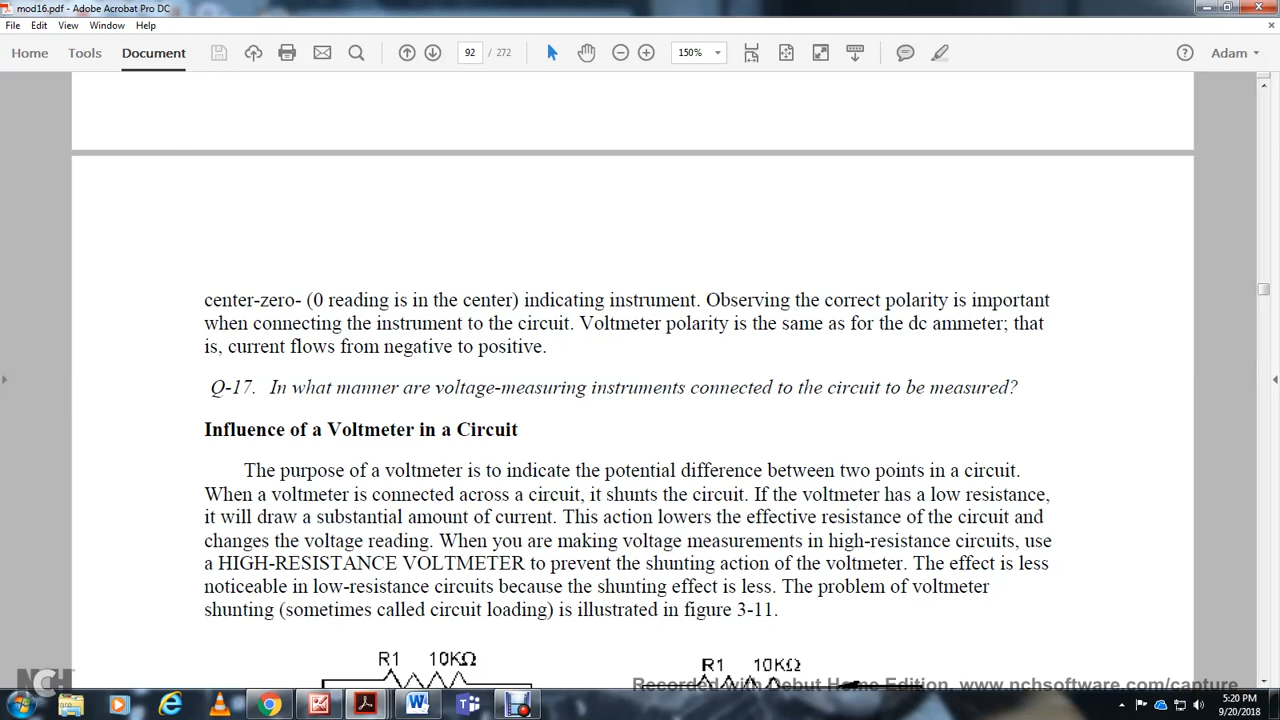 mod16.pdf - Adobe Acrobat Pro DC
File Edit View Window Help
Home Tools Document 92 / 272 150% Adam
center-zero- (0 reading is in the center) indicating instrument. Observing the correct polarity is important
when connecting the instrument to the circuit. Voltmeter polarity is the same as for the dc ammeter; that
is, current flows from negative to positive.
Q-17. In what manner are voltage-measuring instruments connected to the circuit to be measured?
Influence of a Voltmeter in a Circuit
The purpose of a voltmeter is to indicate the potential difference between two points in a circuit.
When a voltmeter is connected across a circuit, it shunts the circuit. If the voltmeter has a low resistance,
it will draw a substantial amount of current. This action lowers the effective resistance of the circuit and
changes the voltage reading. When you are making voltage measurements in high-resistance circuits, use
a HIGH-RESISTANCE VOLTMETER to prevent the shunting action of the voltmeter. The effect is less
noticeable in low-resistance circuits because the shunting effect is less. The problem of voltmeter
shunting (sometimes called circuit loading) is illustrated in figure 3-11.
R1 10KΩ R1 10KΩ
NCH Recorded with Debut Home Edition. www.nchsoftware.com/capture
5:20 PM
9/20/2018